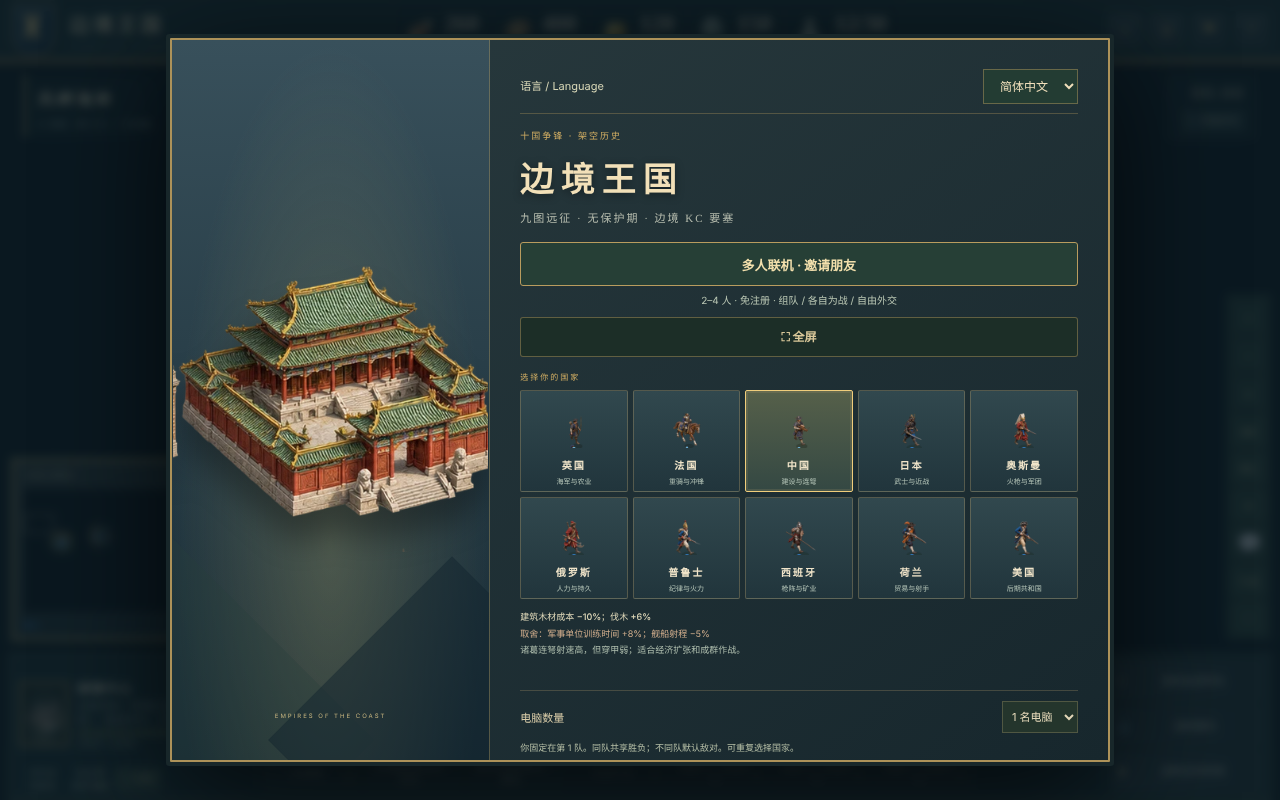 语言 / Language
简体中文
十国争锋 · 架空历史
边境王国
九图远征 · 无保护期 · 边境 KC 要塞
多人联机 · 邀请朋友
2–4 人 · 免注册 · 组队 / 各自为战 / 自由外交
全屏
选择你的国家
英国 法国 中国 日本 奥斯曼
海军与农业 重骑与冲锋 建设与连弩 武士与近战 火枪与军团
俄罗斯 普鲁士 西班牙 荷兰 美国
人力与持久 纪律与火力 枪阵与矿业 贸易与射手 后期共和国
建筑木材成本 −10%；伐木 +6%
取舍：军事单位训练时间 +8%；舰船射程 −5%
诸葛连弩射速高，但穿甲弱；适合经济扩张和成群作战。
EMPIRES OF THE COAST
电脑数量
1 名电脑
你固定在第 1 队。同队共享胜负；不同队默认敌对。可重复选择国家。